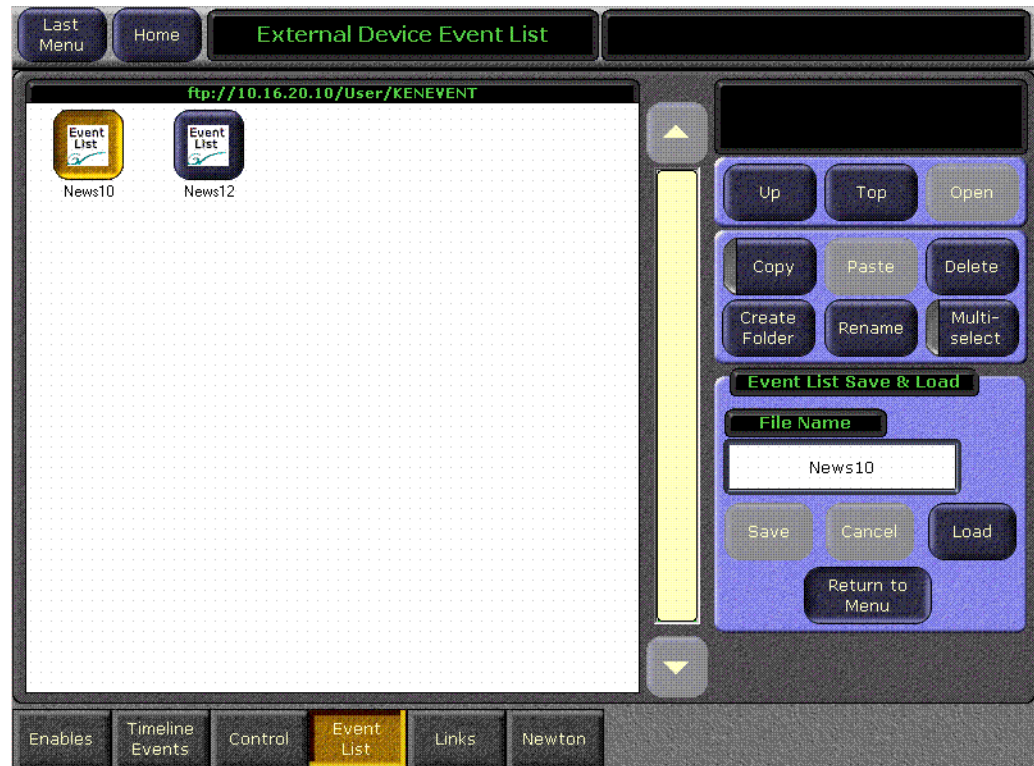 Last Menu
Home
External Device Event List
ftp://10.16.20.10/User/KENEVENT
Event List
Event List
News10
News12
Up
Top
Open
Copy
Paste
Delete
Create Folder
Rename
Multi-select
Event List Save & Load
File Name
News10
Save
Cancel
Load
Return to Menu
Enables
Timeline Events
Control
Event List
Links
Newton